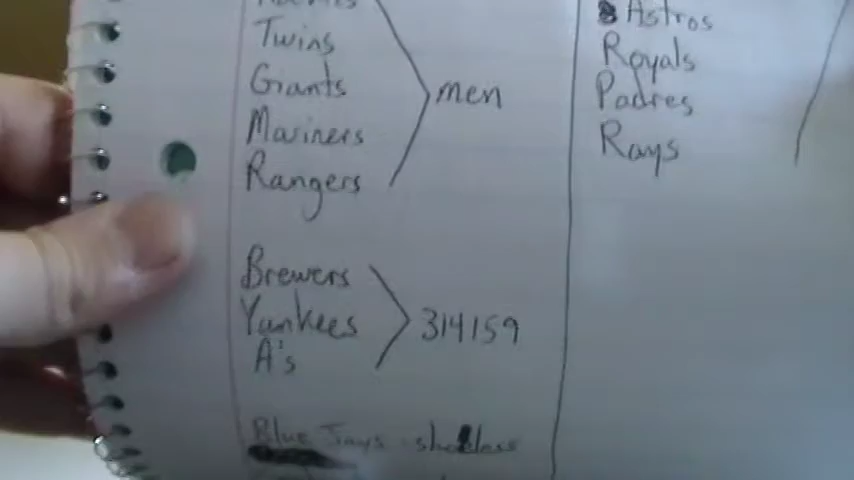 Twins
Giants
Mariners
Rangers
men
Brewers
Yankees
A's
314159
Blue Jays
Astros
Royals
Padres
Rays